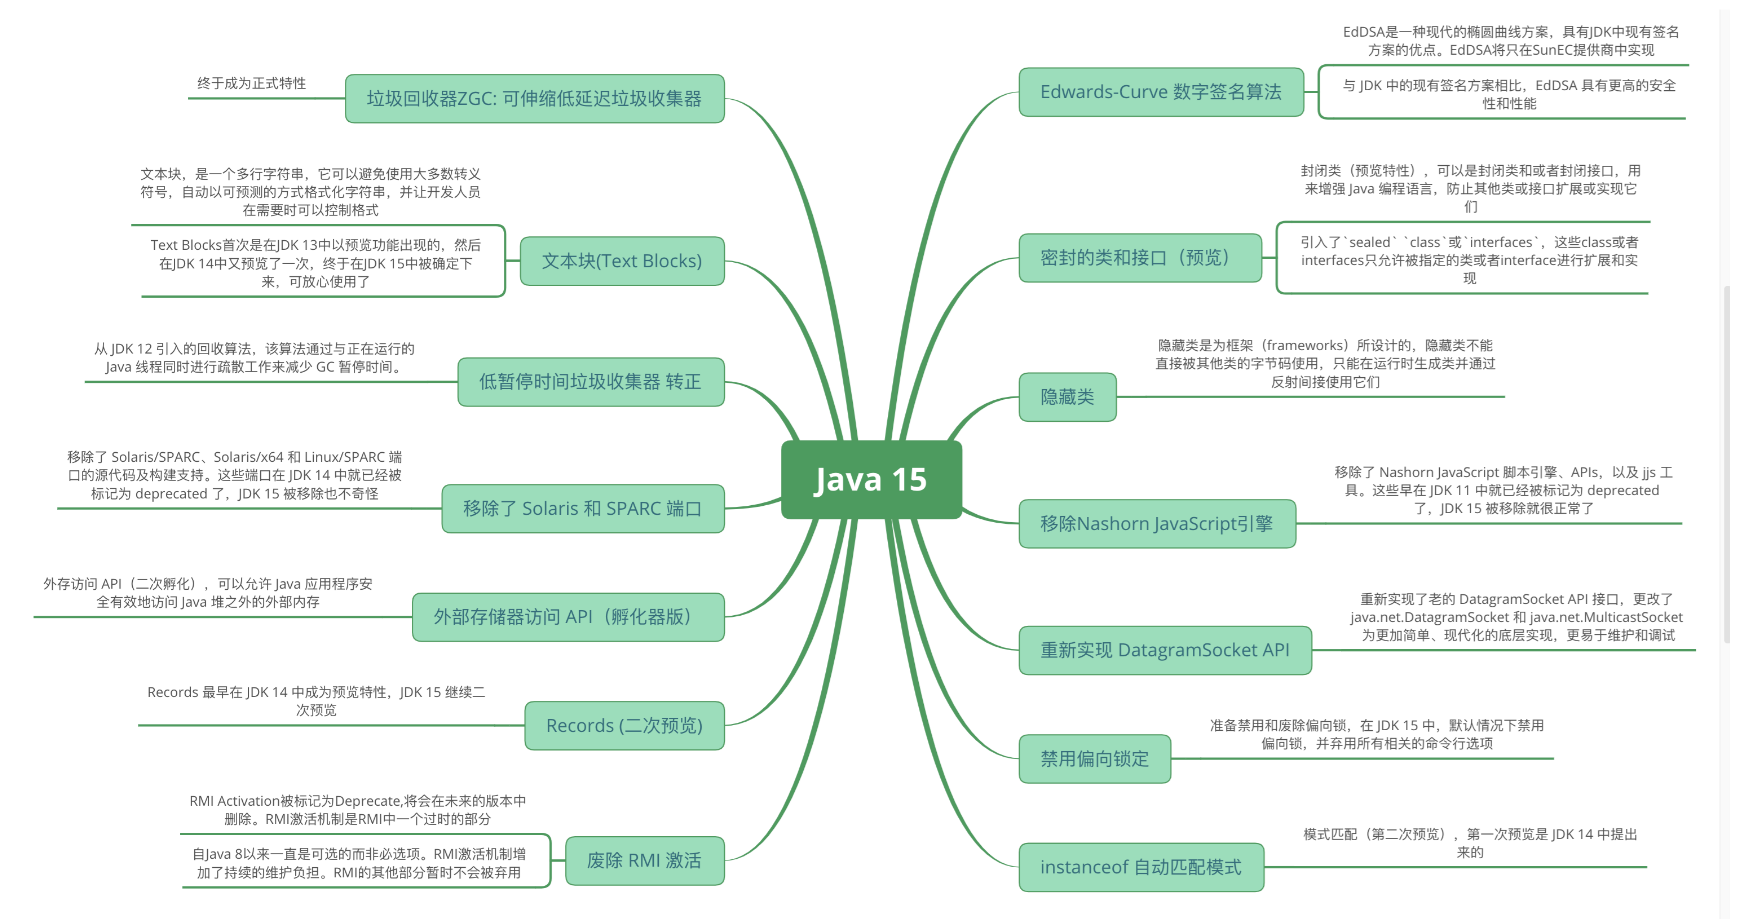 Java 15
垃圾回收器ZGC: 可伸缩低延迟垃圾收集器
终于成为正式特性
文本块(Text Blocks)
文本块，是一个多行字符串，它可以避免使用大多数转义
符号，自动以可预测的方式格式化字符串，并让开发人员
在需要时可以控制格式
Text Blocks首次是在JDK 13中以预览功能出现的，然后
在JDK 14中又预览了一次，终于在JDK 15中被确定下
来，可放心使用了
低暂停时间垃圾收集器 转正
从 JDK 12 引入的回收算法，该算法通过与正在运行的
Java 线程同时进行疏散工作来减少 GC 暂停时间。
移除了 Solaris 和 SPARC 端口
移除了 Solaris/SPARC、Solaris/x64 和 Linux/SPARC 端
口的源代码及构建支持。这些端口在 JDK 14 中就已经被
标记为 deprecated 了，JDK 15 被移除也不奇怪
外部存储器访问 API（孵化器版）
外存访问 API（二次孵化），可以允许 Java 应用程序安
全有效地访问 Java 堆之外的外部内存
Records (二次预览)
Records 最早在 JDK 14 中成为预览特性，JDK 15 继续二
次预览
废除 RMI 激活
RMI Activation被标记为Deprecate,将会在未来的版本中
删除。RMI激活机制是RMI中一个过时的部分
自Java 8以来一直是可选的而非必选项。RMI激活机制增
加了持续的维护负担。RMI的其他部分暂时不会被弃用
Edwards-Curve 数字签名算法
EdDSA是一种现代的椭圆曲线方案，具有JDK中现有签名
方案的优点。EdDSA将只在SunEC提供商中实现
与 JDK 中的现有签名方案相比，EdDSA 具有更高的安全
性和性能
密封的类和接口（预览）
封闭类（预览特性），可以是封闭类和或者封闭接口，用
来增强 Java 编程语言，防止其他类或接口扩展或实现它
们
引入了`sealed` `class`或`interfaces`，这些class或者
interfaces只允许被指定的类或者interface进行扩展和实
现
隐藏类
隐藏类是为框架（frameworks）所设计的，隐藏类不能
直接被其他类的字节码使用，只能在运行时生成类并通过
反射间接使用它们
移除Nashorn JavaScript引擎
移除了 Nashorn JavaScript 脚本引擎、APIs，以及 jjs 工
具。这些早在 JDK 11 中就已经被标记为 deprecated
了，JDK 15 被移除就很正常了
重新实现 DatagramSocket API
重新实现了老的 DatagramSocket API 接口，更改了
java.net.DatagramSocket 和 java.net.MulticastSocket
为更加简单、现代化的底层实现，更易于维护和调试
禁用偏向锁定
准备禁用和废除偏向锁，在 JDK 15 中，默认情况下禁用
偏向锁，并弃用所有相关的命令行选项
instanceof 自动匹配模式
模式匹配（第二次预览），第一次预览是 JDK 14 中提出
来的